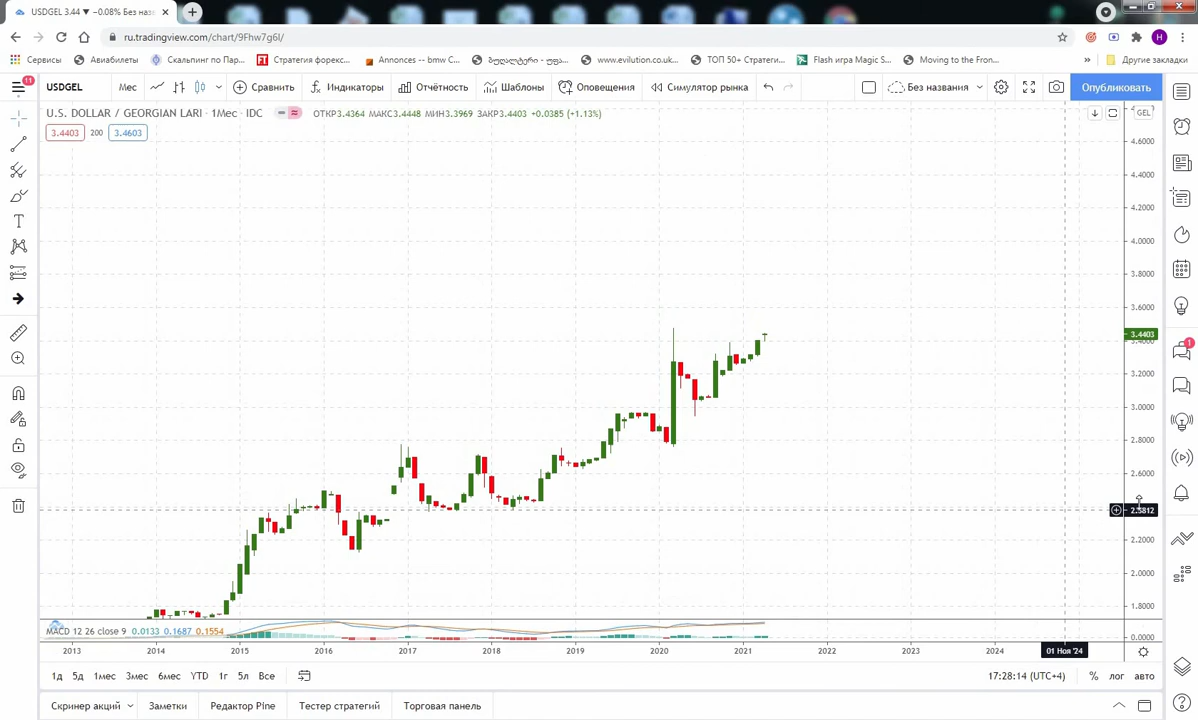 USDGEL 3.44 ▼ −0.08% Без наз
ru.tradingview.com/chart/9Fhw7g6l/
H
Сервисы
Авиабилеты
Скальпинг по Пар...
FT
Стратегия форекс...
Annonces -- bmw C...
www.evilution.co.uk...
ТОП 50+ Стратеги...
Flash игра Magic S...
Moving to the Fron...
»
Другие закладки
11
USDGEL
Мес
Сравнить
Индикаторы
Отчётность
Шаблоны
Оповещения
Симулятор рынка
Без названия
Опубликовать
U.S. DOLLAR / GEORGIAN LARI · 1Мес · IDC
ОТКР3.4364 МАКС3.4448 МИН3.3969 ЗАКР3.4403 +0.0385 (+1.13%)
GEL
3.4403 200 3.4603
4.6000
4.4000
4.2000
4.0000
3.8000
3.6000
3.4403
3.4000
1
3.2000
3.0000
2.8000
2.6000
2.3812
2.2000
2.0000
1.8000
MACD 12 26 close 9 0.0133 0.1687 0.1554
0.0000
2013 2014 2015 2016 2017 2018 2019 2020 2021 2022 2023 2024 01 Ноя '24
1д 5д 1мес 3мес 6мес YTD 1г 5л Все
17:28:14 (UTC+4) % лог авто
Скринер акций Заметки Редактор Pine Тестер стратегий Торговая панель